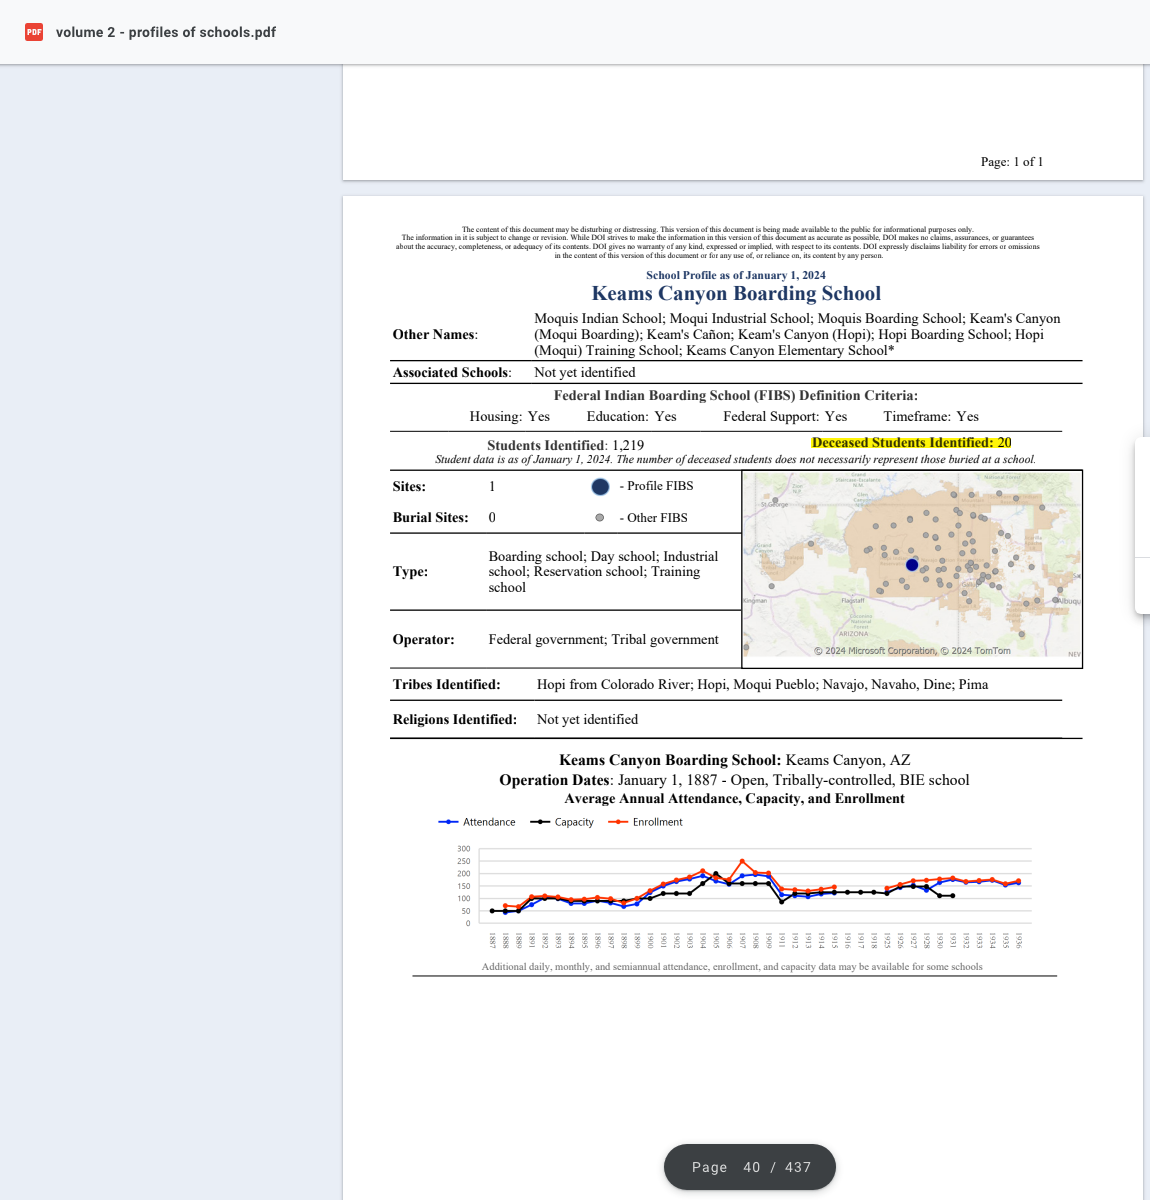 PDF volume 2 - profiles of schools.pdf
Page: 1 of 1
The content of this document may be disturbing or distressing. This version of this document is being made available to the public for informational purposes only.
The information in it is subject to change or revision. While DOI strives to make the information in this version of this document as accurate as possible, DOI makes no claims, assurances, or guarantees
about the accuracy, completeness, or adequacy of its contents. DOI gives no warranty of any kind, expressed or implied, with respect to its contents. DOI expressly disclaims liability for errors or omissions
in the content of this version of this document or for any use of, or reliance on, its content by any person.
School Profile as of January 1, 2024
Keams Canyon Boarding School
Other Names:
Moquis Indian School; Moqui Industrial School; Moquis Boarding School; Keam's Canyon
(Moqui Boarding); Keam's Cañon; Keam's Canyon (Hopi); Hopi Boarding School; Hopi
(Moqui) Training School; Keams Canyon Elementary School*
Associated Schools: Not yet identified
Federal Indian Boarding School (FIBS) Definition Criteria:
Housing: Yes Education: Yes Federal Support: Yes Timeframe: Yes
Students Identified: 1,219 Deceased Students Identified: 20
Student data is as of January 1, 2024. The number of deceased students does not necessarily represent those buried at a school.
Sites: 1 - Profile FIBS
Burial Sites: 0 - Other FIBS
Type:
Boarding school; Day school; Industrial
school; Reservation school; Training
school
Operator: Federal government; Tribal government
St George
Grand
Canyon
Kingman
Flagstaff
Gallup
Albuqu
ARIZONA
NEV
© 2024 Microsoft Corporation, © 2024 TomTom
Tribes Identified: Hopi from Colorado River; Hopi, Moqui Pueblo; Navajo, Navaho, Dine; Pima
Religions Identified: Not yet identified
Keams Canyon Boarding School: Keams Canyon, AZ
Operation Dates: January 1, 1887 - Open, Tribally-controlled, BIE school
Average Annual Attendance, Capacity, and Enrollment
Attendance Capacity Enrollment
300
250
200
150
100
50
0
1887 1888 1889 1891 1892 1893 1894 1895 1896 1897 1898 1899 1900 1901 1902 1903 1904 1905 1906 1907 1908 1909 1911 1912 1913 1914 1915 1916 1917 1918 1925 1926 1927 1928 1930 1931 1932 1933 1934 1935 1936
Additional daily, monthly, and semiannual attendance, enrollment, and capacity data may be available for some schools
Page 40 / 437